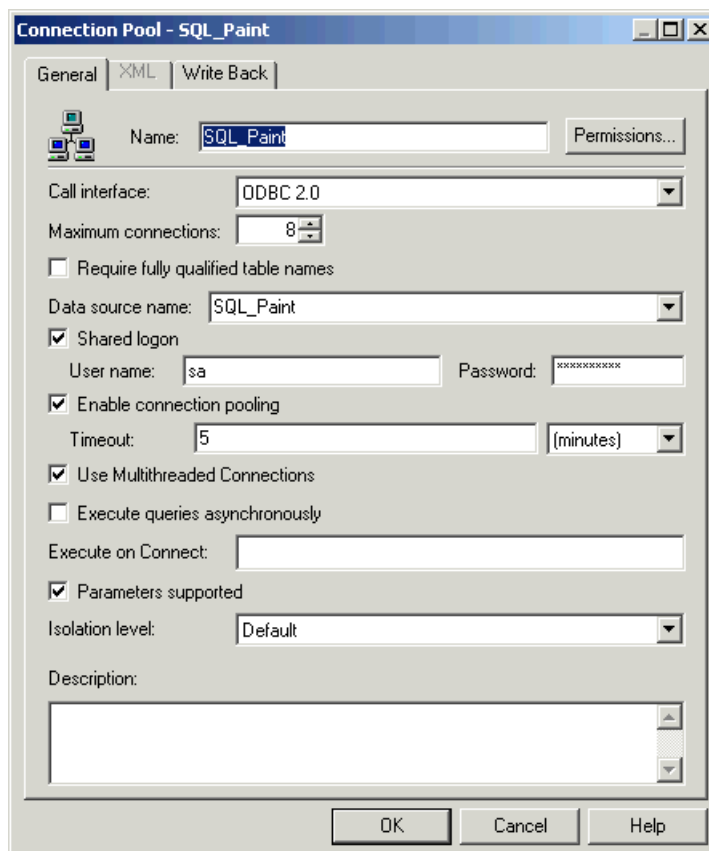 Connection Pool - SQL_Paint
General XML Write Back
Name: SQL_Paint Permissions...
Call interface: ODBC 2.0
Maximum connections: 8
Require fully qualified table names
Data source name: SQL_Paint
Shared logon
User name: sa Password: **********
Enable connection pooling
Timeout: 5 (minutes)
Use Multithreaded Connections
Execute queries asynchronously
Execute on Connect:
Parameters supported
Isolation level: Default
Description:
OK Cancel Help